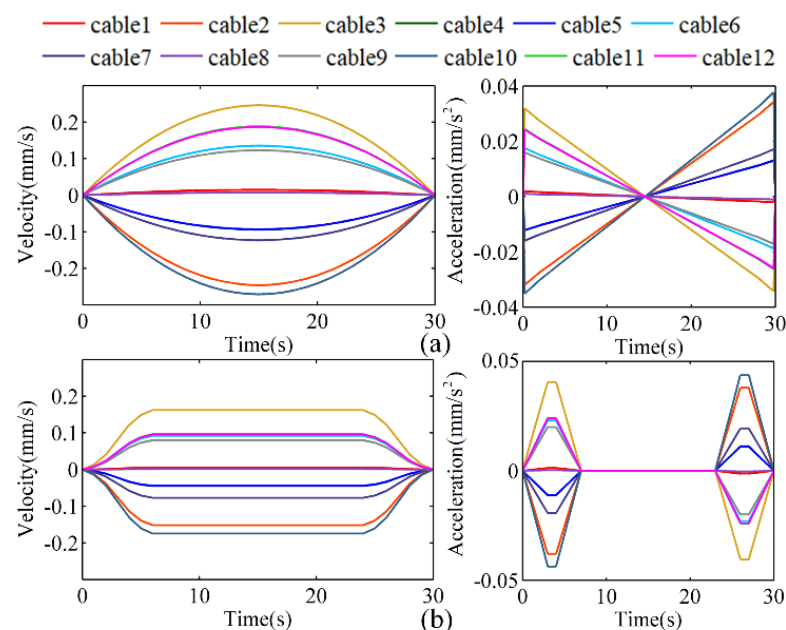 cable1 cable2 cable3 cable4 cable5 cable6
cable7 cable8 cable9 cable10 cable11 cable12
Velocity(mm/s)
0.2
0.1
0
-0.1
-0.2
0 10 20 30
Time(s)
Acceleration(mm/s²)
0.04
0.02
0
-0.02
-0.04
0 10 20 30
Time(s)
(a)
Velocity(mm/s)
0.2
0.1
0
-0.1
-0.2
0 10 20 30
Time(s)
Acceleration(mm/s²)
0.05
0
-0.05
0 10 20 30
Time(s)
(b)